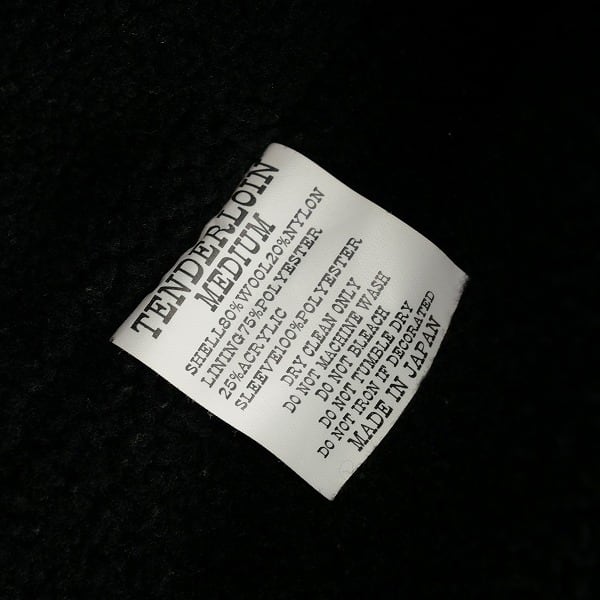 TENDERLOIN
MEDIUM
SHELL80%WOOL20%NYLON
LINING75%POLYESTER
25%ACRYLIC
SLEEVE100%POLYESTER
DRY CLEAN ONLY
DO NOT MACHINE WASH
DO NOT BLEACH
DO NOT TUMBLE DRY
DO NOT IRON IF DECORATED
MADE IN JAPAN